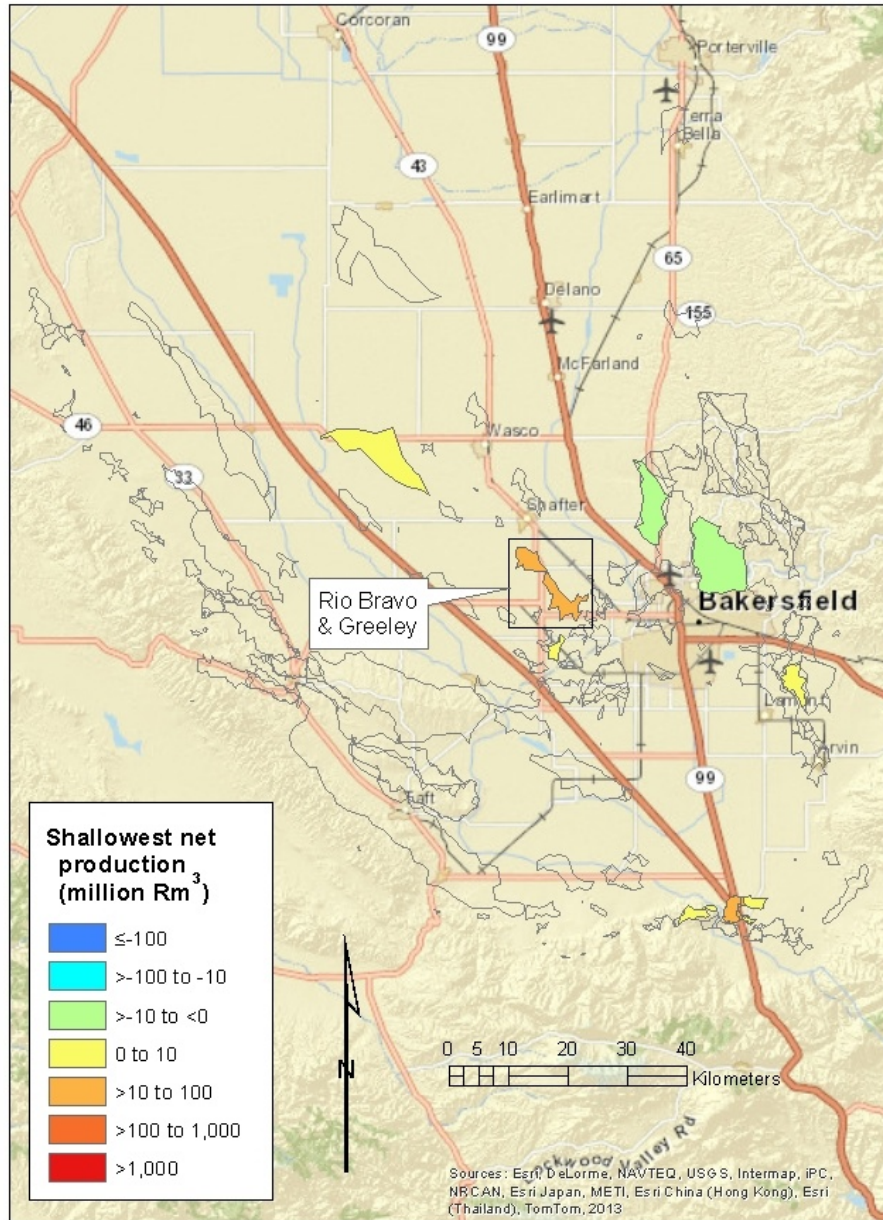 Corcoran
99
Porterville
erra
Bella
43
Earlimart
65
Delano
155
McFarland
46
Wasco
33
Shafter
Rio Bravo
& Greeley
Bakersfield
Lamont
Arvin
99
Taft
Shallowest net
production
(million Rm3)
≤-100
>-100 to -10
>-10 to <0
0 to 10
>10 to 100
>100 to 1,000
>1,000
N
0 5 10 20 30 40
Kilometers
Lockwood Valley Rd
Sources: Esri, DeLorme, NAVTEQ, USGS, Intermap, iPC,
NRCAN, Esri Japan, METI, Esri China (Hong Kong), Esri
(Thailand), TomTom, 2013